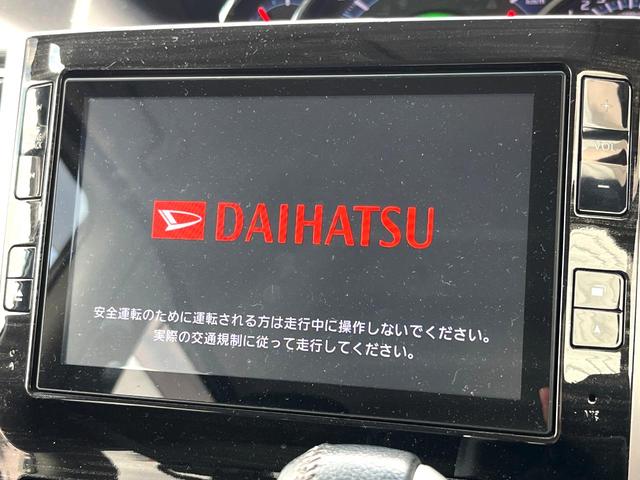 DAIHATSU
安全運転のために運転される方は走行中に操作しないでください。
実際の交通規制に従って走行してください。
+
VOL
−